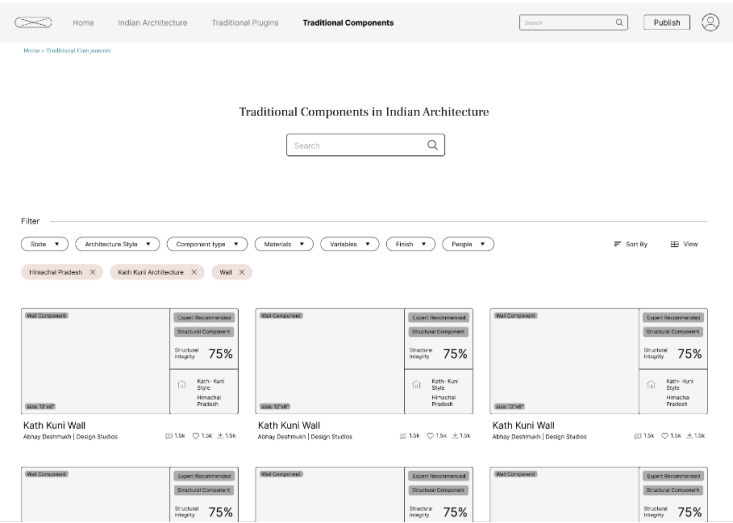 Home Indian Architecture Traditional Plugins Traditional Components Search Publish
Home > Traditional Components
Traditional Components in Indian Architecture
Search
Filter
State Architecture Style Component type Materials Variables Finish People Sort By View
Himachal Pradesh Kath Kuni Architecture Wall
Wall Component
Expert Recommended
Structural Component
Structural Integrity 75%
Kath- Kuni Style
Himachal Pradesh
size: 12"x6"
Kath Kuni Wall
Abhay Deshmukh | Design Studios 1.5k 1.5k 1.5k
Wall Component
Expert Recommended
Structural Component
Structural Integrity 75%
Kath- Kuni Style
Himachal Pradesh
size: 12"x6"
Kath Kuni Wall
Abhay Deshmukh | Design Studios 1.5k 1.5k 1.5k
Wall Component
Expert Recommended
Structural Component
Structural Integrity 75%
Kath- Kuni Style
Himachal Pradesh
size: 12"x6"
Kath Kuni Wall
Abhay Deshmukh | Design Studios 1.5k 1.5k 1.5k
Wall Component
Expert Recommended
Structural Component
Structural Integrity 75%
Wall Component
Expert Recommended
Structural Component
Structural Integrity 75%
Wall Component
Expert Recommended
Structural Component
Structural Integrity 75%